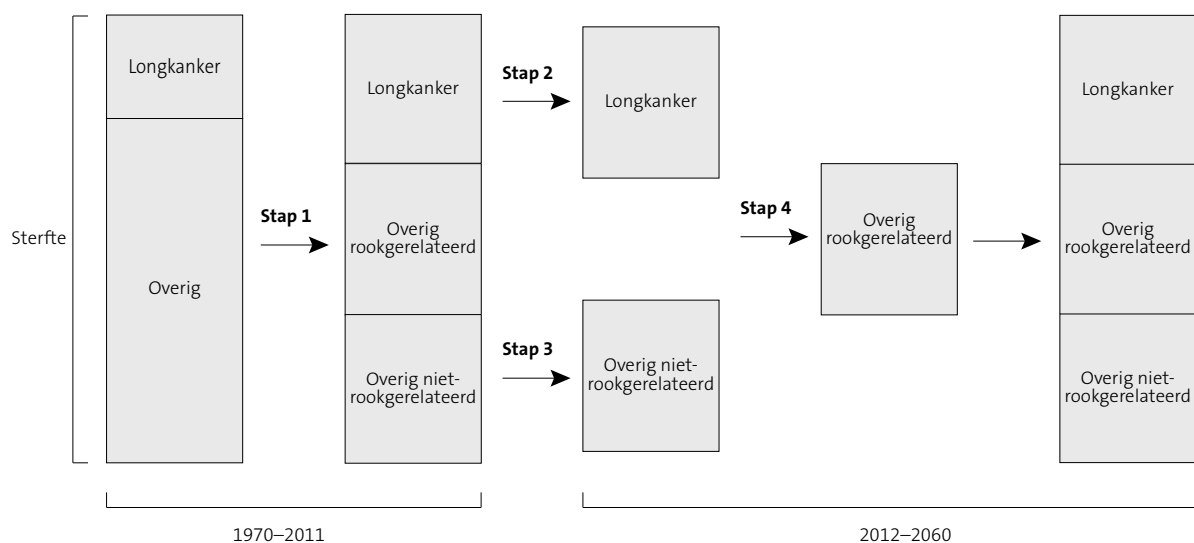 Sterfte
Longkanker
Overig
Stap 1
Longkanker
Overig
rookgerelateerd
Overig niet-
rookgerelateerd
Stap 2
Longkanker
Stap 3
Overig niet-
rookgerelateerd
Stap 4
Overig
rookgerelateerd
Longkanker
Overig
rookgerelateerd
Overig niet-
rookgerelateerd
1970–2011
2012–2060